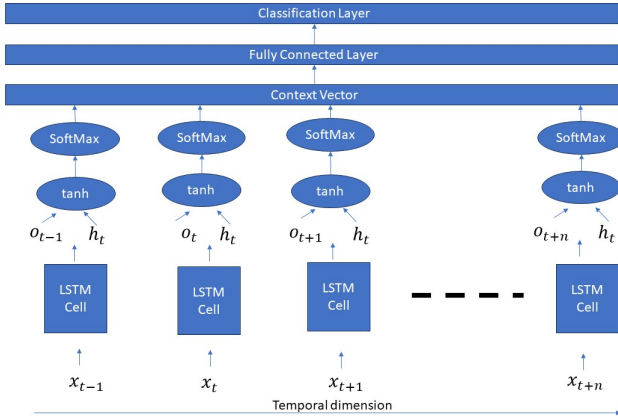 Classification Layer
Fully Connected Layer
Context Vector
SoftMax SoftMax SoftMax SoftMax
tanh tanh tanh tanh
o_{t-1} h_t o_t h_t o_{t+1} h_t o_{t+n} h_t
LSTM Cell LSTM Cell LSTM Cell LSTM Cell
x_{t-1} x_t x_{t+1} x_{t+n}
Temporal dimension